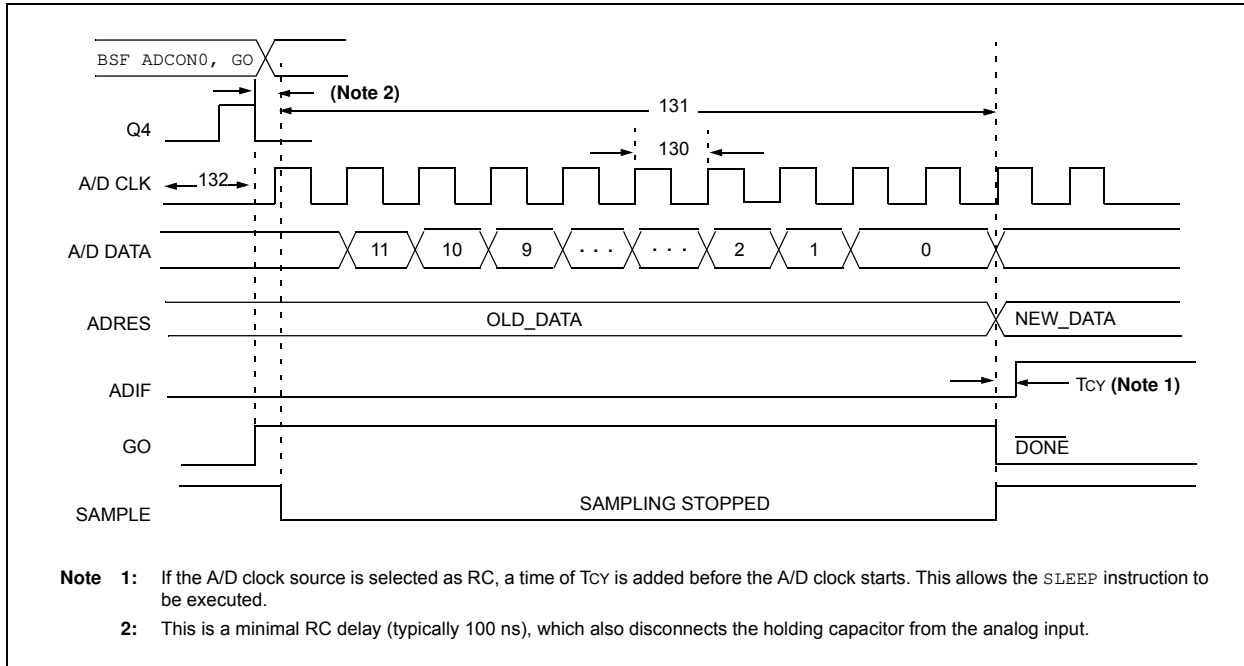 BSF ADCON0, GO
(Note 2)
131
Q4
130
A/D CLK
132
A/D DATA
11 10 9 . . . . . . 2 1 0
ADRES
OLD_DATA
NEW_DATA
ADIF
TCY (Note 1)
GO
DONE
SAMPLE
SAMPLING STOPPED
Note 1: If the A/D clock source is selected as RC, a time of TCY is added before the A/D clock starts. This allows the SLEEP instruction to
be executed.
2: This is a minimal RC delay (typically 100 ns), which also disconnects the holding capacitor from the analog input.